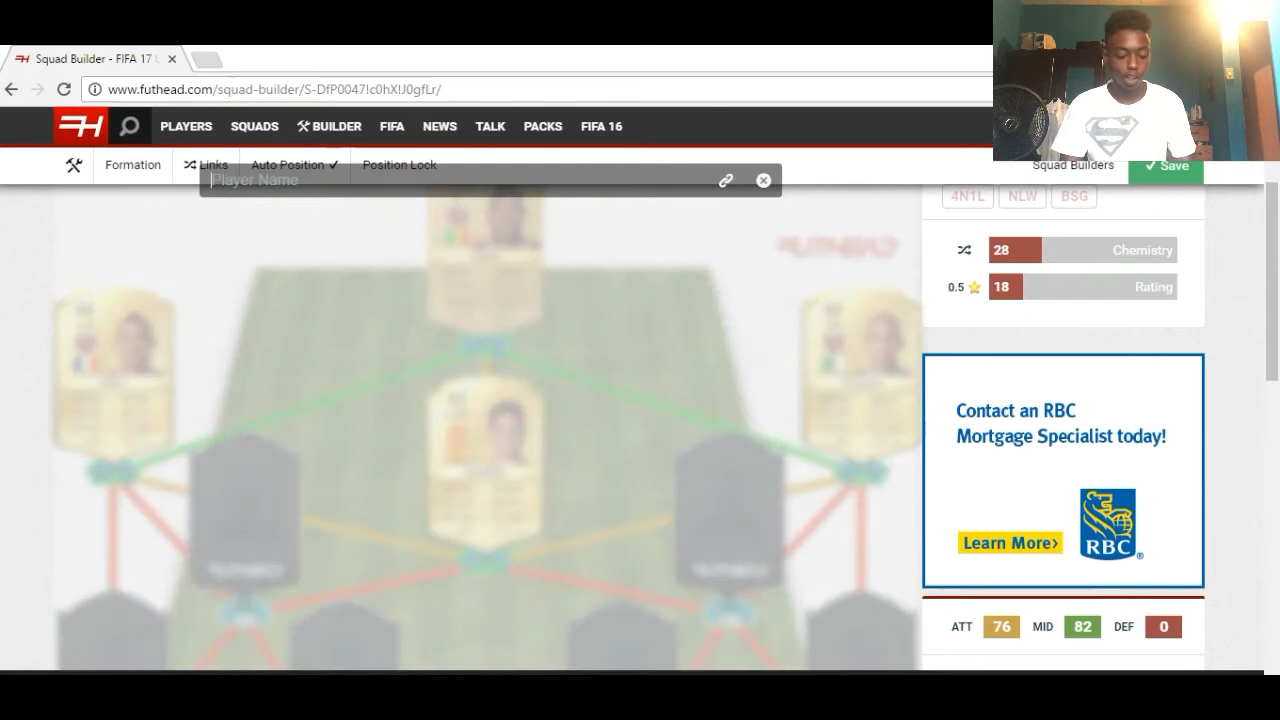 Squad Builder - FIFA 17
www.futhead.com/squad-builder/S-DfP0047!c0hX!J0gfLr/
PLAYERS SQUADS BUILDER FIFA NEWS TALK PACKS FIFA 16
Formation Links Auto Position ✓ Position Lock Squad Builders ✓ Save
Player Name
4N1L NLW BSG
FUTHEAD
28 Chemistry
0.5 18 Rating
Contact an RBC
Mortgage Specialist today!
Learn More>
RBC
ATT 76 MID 82 DEF 0